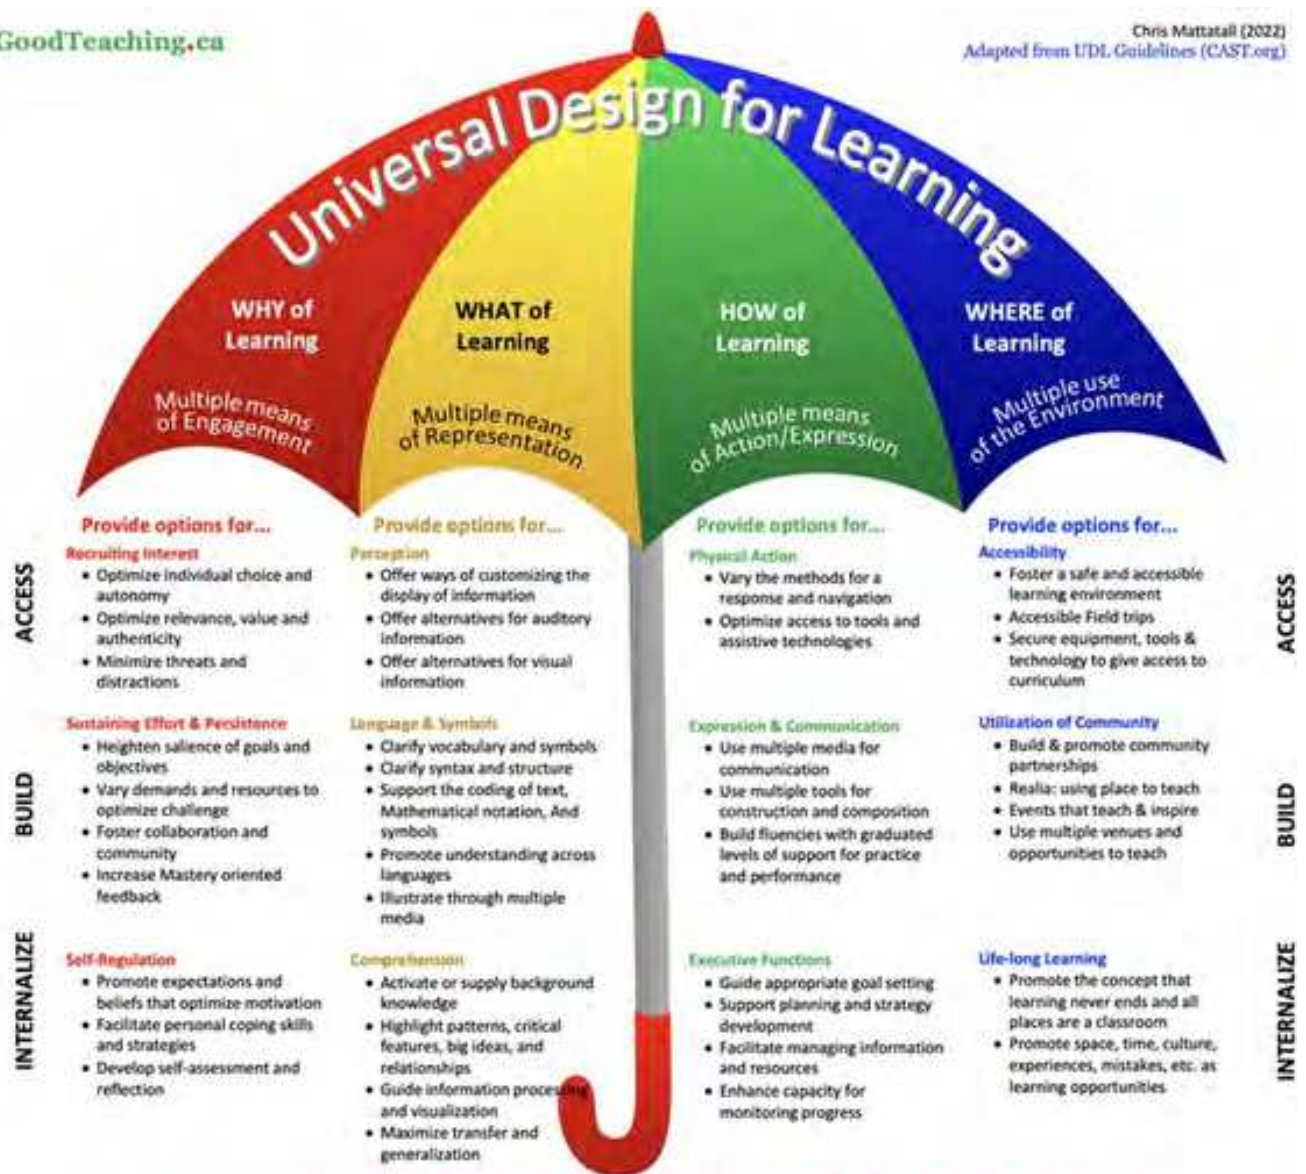 GoodTeaching.ca
Chris Mattatall (2022)
Adapted from UDL Guidelines (CAST.org)
Universal Design for Learning
WHY of
Learning
Multiple means
of Engagement
WHAT of
Learning
Multiple means
of Representation
HOW of
Learning
Multiple means
of Action/Expression
WHERE of
Learning
Multiple use
of the Environment
ACCESS
BUILD
INTERNALIZE
Provide options for...
Recruiting Interest
• Optimize individual choice and
autonomy
• Optimize relevance, value and
authenticity
• Minimize threats and
distractions
Sustaining Effort & Persistence
• Heighten salience of goals and
objectives
• Vary demands and resources to
optimize challenge
• Foster collaboration and
community
• Increase Mastery oriented
feedback
Self-Regulation
• Promote expectations and
beliefs that optimize motivation
• Facilitate personal coping skills
and strategies
• Develop self-assessment and
reflection
Provide options for...
Perception
• Offer ways of customizing the
display of information
• Offer alternatives for auditory
information
• Offer alternatives for visual
information
Language & Symbols
• Clarify vocabulary and symbols
• Clarify syntax and structure
• Support the coding of text,
Mathematical notation, And
symbols
• Promote understanding across
languages
• Illustrate through multiple
media
Comprehension
• Activate or supply background
knowledge
• Highlight patterns, critical
features, big ideas, and
relationships
• Guide information processing
and visualization
• Maximize transfer and
generalization
Provide options for...
Physical Action
• Vary the methods for a
response and navigation
• Optimize access to tools and
assistive technologies
Expression & Communication
• Use multiple media for
communication
• Use multiple tools for
construction and composition
• Build fluencies with graduated
levels of support for practice
and performance
Executive Functions
• Guide appropriate goal setting
• Support planning and strategy
development
• Facilitate managing information
and resources
• Enhance capacity for
monitoring progress
Provide options for...
Accessibility
• Foster a safe and accessible
learning environment
• Accessible Field trips
• Secure equipment, tools &
technology to give access to
curriculum
Utilization of Community
• Build & promote community
partnerships
• Realia: using place to teach
• Events that teach & inspire
• Use multiple venues and
opportunities to teach
Life-long Learning
• Promote the concept that
learning never ends and all
places are a classroom
• Promote space, time, culture,
experiences, mistakes, etc. as
learning opportunities
ACCESS
BUILD
INTERNALIZE